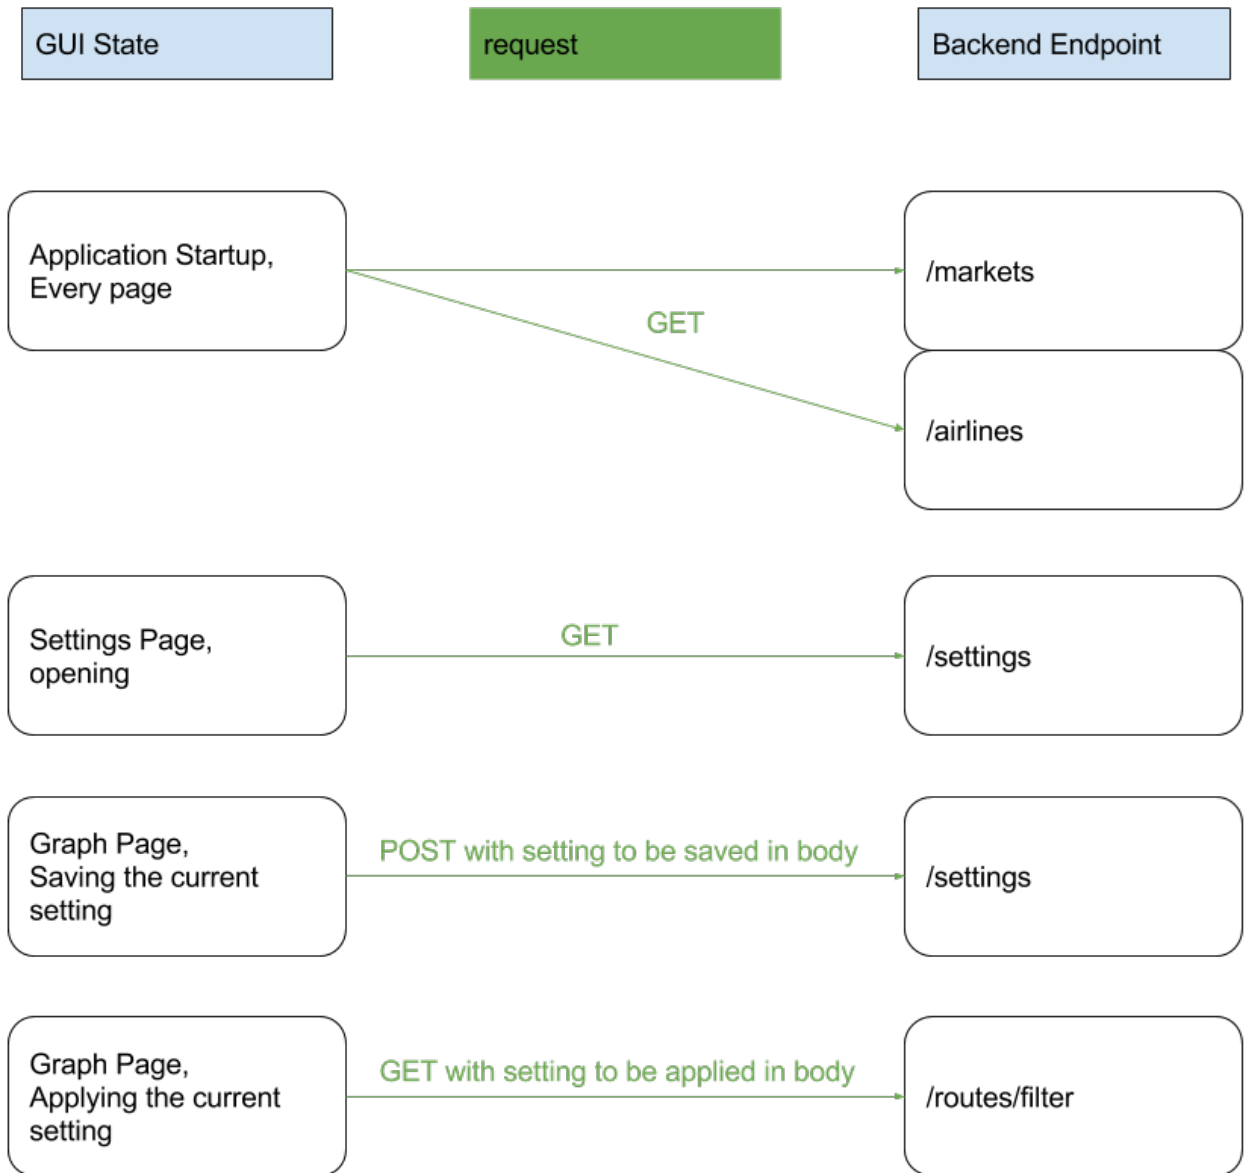 GUI State
request
Backend Endpoint
Application Startup,
Every page
GET
/markets
/airlines
Settings Page,
opening
GET
/settings
Graph Page,
Saving the current
setting
POST with setting to be saved in body
/settings
Graph Page,
Applying the current
setting
GET with setting to be applied in body
/routes/filter